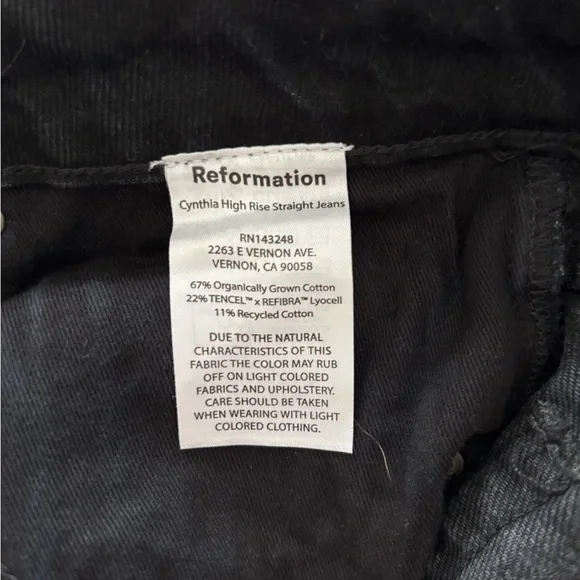 Reformation
Cynthia High Rise Straight Jeans
RN143248
2263 E VERNON AVE.
VERNON, CA 90058
67% Organically Grown Cotton
22% TENCEL™ x REFIBRA™ Lyocell
11% Recycled Cotton
DUE TO THE NATURAL
CHARACTERISTICS OF THIS
FABRIC THE COLOR MAY RUB
OFF ON LIGHT COLORED
FABRICS AND UPHOLSTERY.
CARE SHOULD BE TAKEN
WHEN WEARING WITH LIGHT
COLORED CLOTHING.